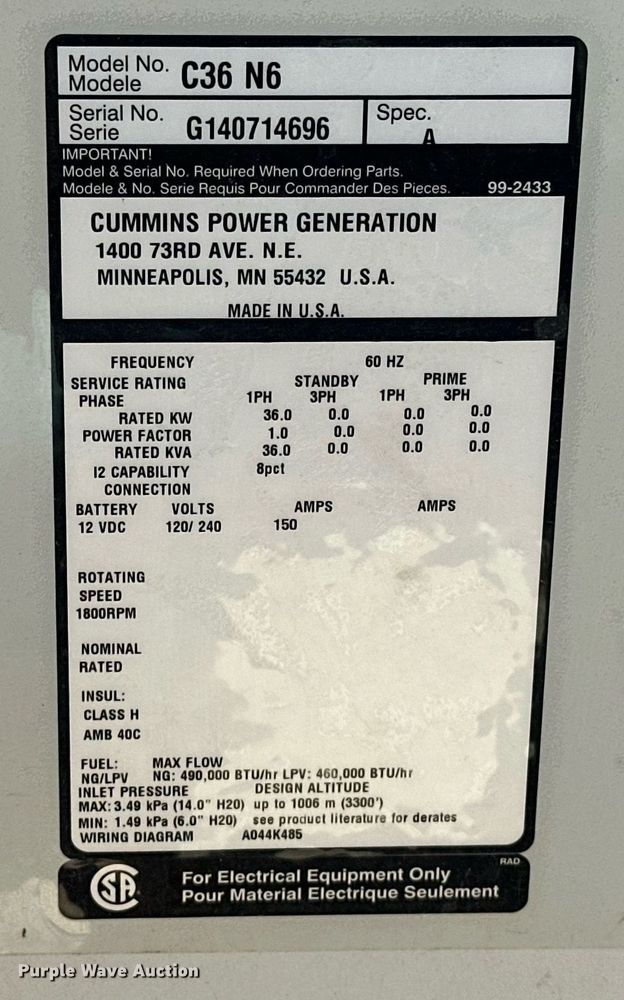 Model No.
Modele C36 N6
Serial No.
Serie G140714696
Spec.
A
IMPORTANT!
Model & Serial No. Required When Ordering Parts.
Modele & No. Serie Requis Pour Commander Des Pieces. 99-2433
CUMMINS POWER GENERATION
1400 73RD AVE. N.E.
MINNEAPOLIS, MN 55432 U.S.A.
MADE IN U.S.A.
FREQUENCY 60 HZ
SERVICE RATING STANDBY PRIME
PHASE 1PH 3PH 1PH 3PH
RATED KW 36.0 0.0 0.0 0.0
POWER FACTOR 1.0 0.0 0.0 0.0
RATED KVA 36.0 0.0 0.0 0.0
I2 CAPABILITY 8pct
CONNECTION
BATTERY VOLTS AMPS AMPS
12 VDC 120/ 240 150
ROTATING
SPEED
1800RPM
NOMINAL
RATED
INSUL:
CLASS H
AMB 40C
FUEL: MAX FLOW
NG/LPV NG: 490,000 BTU/hr LPV: 460,000 BTU/hr
INLET PRESSURE DESIGN ALTITUDE
MAX: 3.49 kPa (14.0" H20) up to 1006 m (3300')
MIN: 1.49 kPa (6.0" H20) see product literature for derates
WIRING DIAGRAM A044K485
RAD
SA
For Electrical Equipment Only
Pour Material Electrique Seulement
Purple Wave Auction